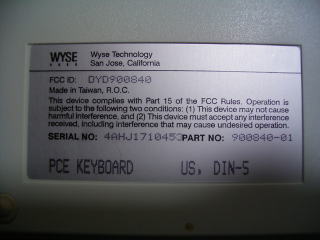 WYSE Wyse Technology
San Jose, California
FCC ID: DYD900840
Made in Taiwan, R.O.C.
This device complies with Part 15 of the FCC Rules. Operation is
subject to the following two conditions: (1) This device may not cause
harmful interference, and (2) This device must accept any interference
received, including interference that may cause undesired operation.
SERIAL NO: 4AHJ1710453 PART NO: 900840-01
PCE KEYBOARD US, DIN-5